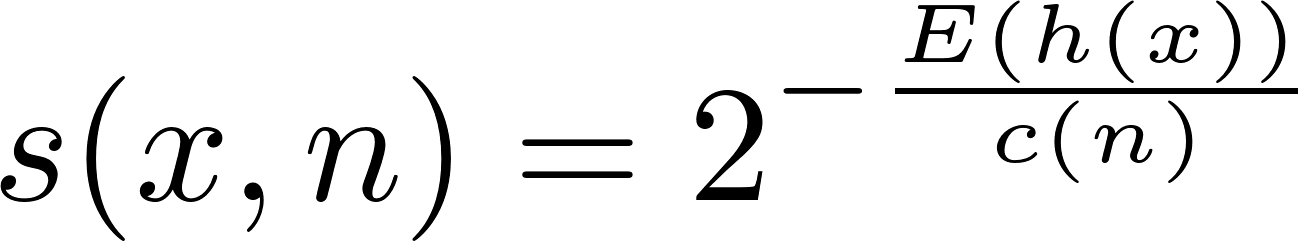 s(x, n) = 2^{-\frac{E(h(x))}{c(n)}}